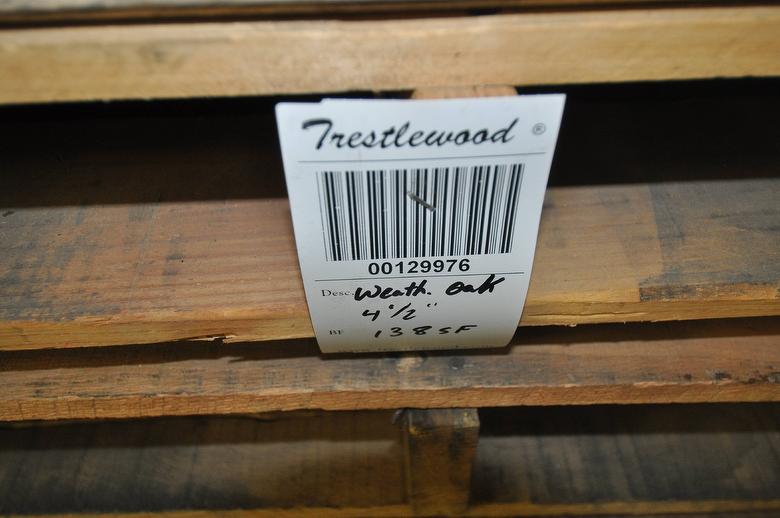 Trestlewood ®
00129976
Desc. Weath. Oak
4 1/2"
BF 138 SF